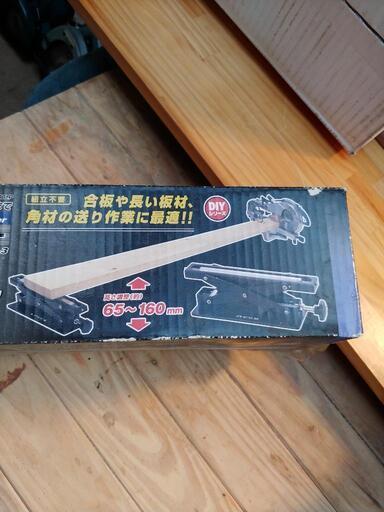 組立不要
合板や長い板材、
角材の送り作業に最適!!
DIY
シリーズ
高さ調整(約)
65～160mm